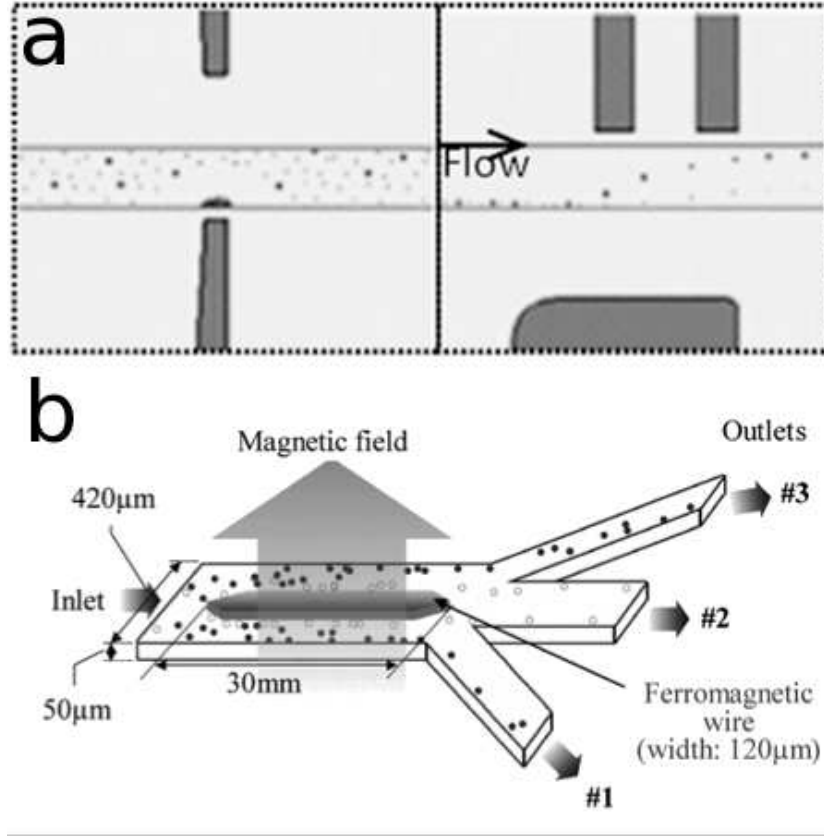 a
Flow
b
Magnetic field
Outlets
420μm
#3
Inlet
#2
30mm
50μm
Ferromagnetic
wire
(width: 120μm)
#1